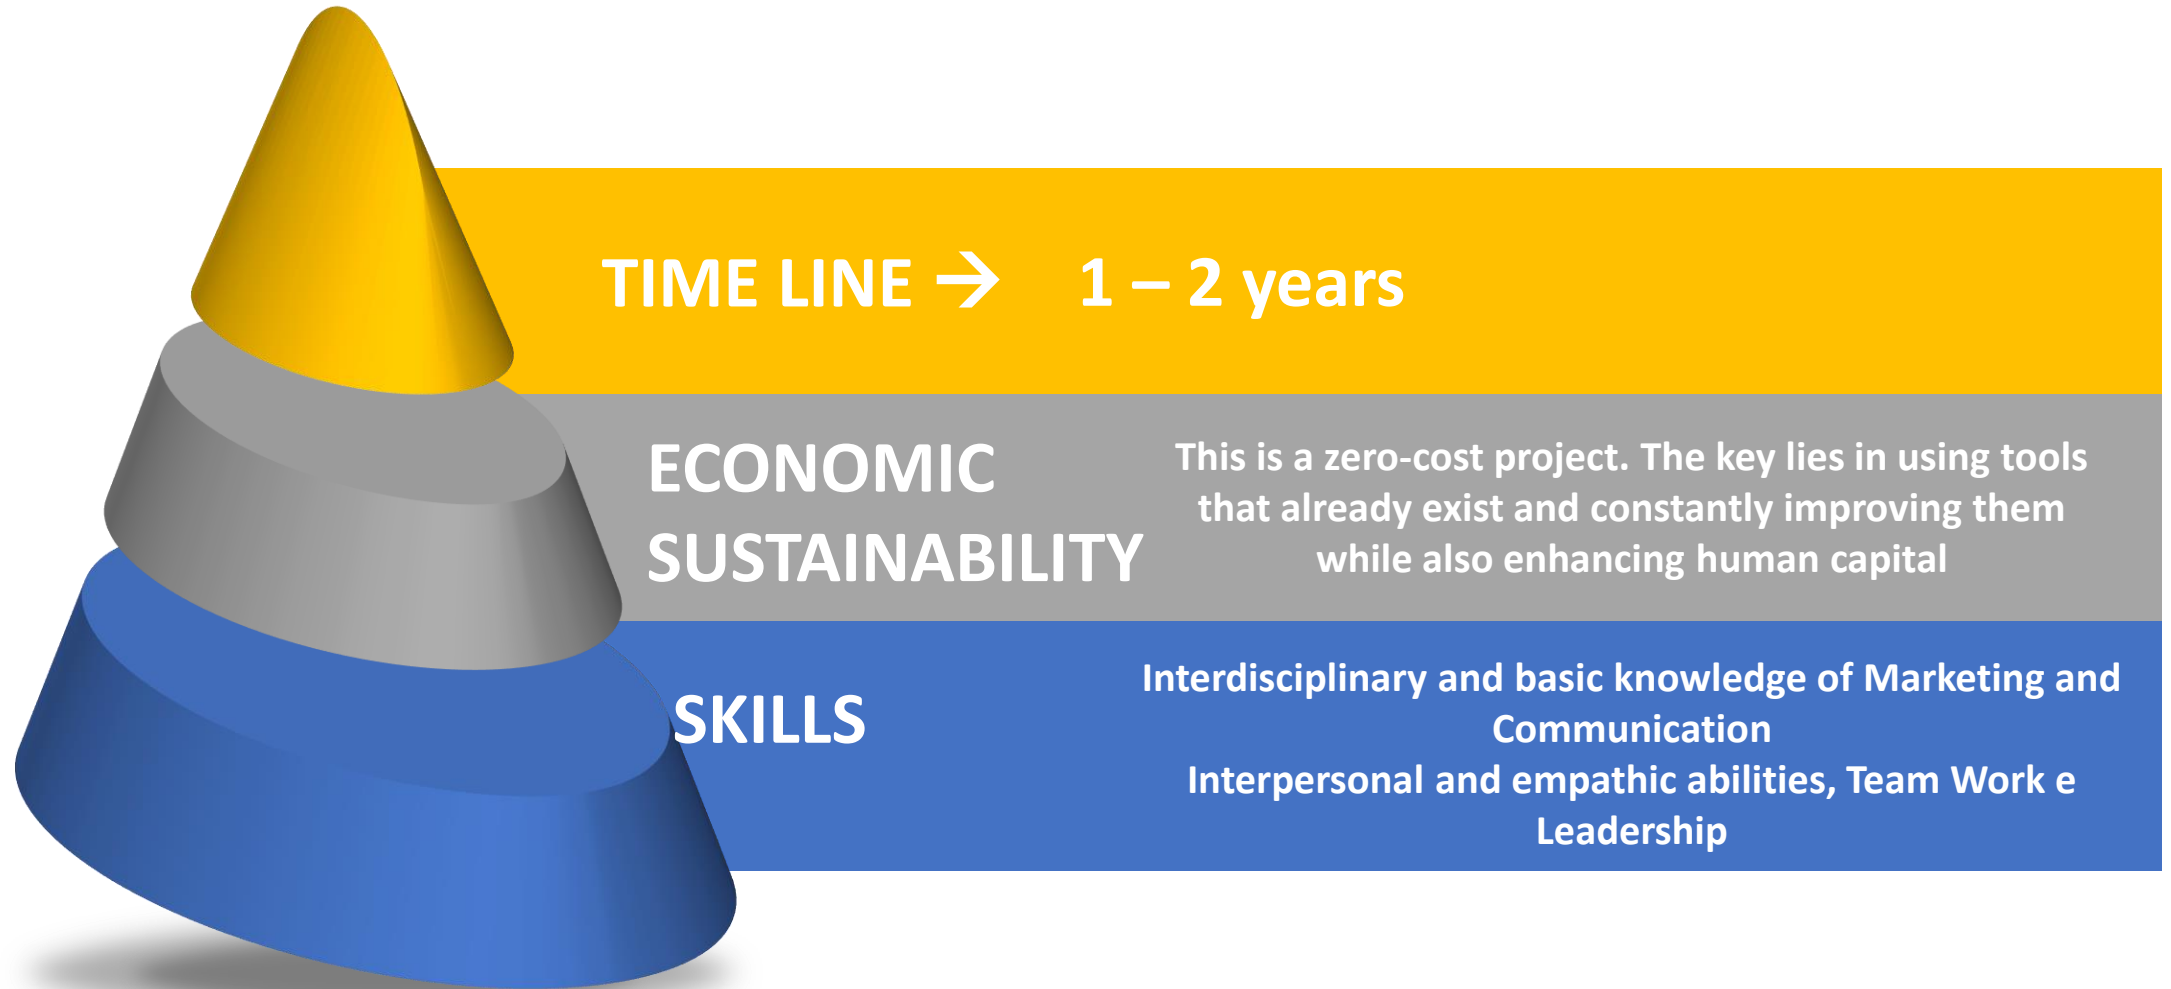 TIME LINE → 1 – 2 years
ECONOMIC
SUSTAINABILITY
This is a zero-cost project. The key lies in using tools
that already exist and constantly improving them
while also enhancing human capital
SKILLS
Interdisciplinary and basic knowledge of Marketing and
Communication
Interpersonal and empathic abilities, Team Work e
Leadership